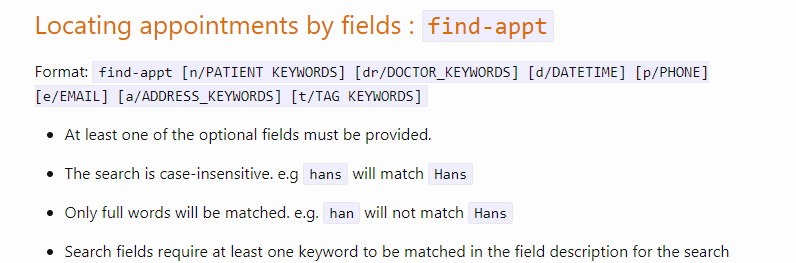 Locating appointments by fields : find-appt
Format: find-appt [n/PATIENT KEYWORDS] [dr/DOCTOR_KEYWORDS] [d/DATETIME] [p/PHONE]
[e/EMAIL] [a/ADDRESS_KEYWORDS] [t/TAG KEYWORDS]
• At least one of the optional fields must be provided.
• The search is case-insensitive. e.g hans will match Hans
• Only full words will be matched. e.g. han will not match Hans
• Search fields require at least one keyword to be matched in the field description for the search